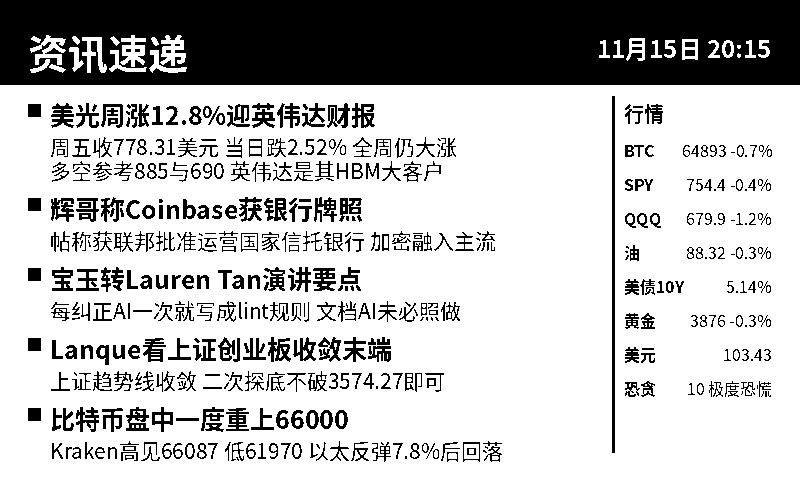 资讯速递
11月15日 20:15
美光周涨12.8%迎英伟达财报
周五收778.31美元 当日跌2.52% 全周仍大涨
多空参考885与690 英伟达是其HBM大客户
辉哥称Coinbase获银行牌照
帖称获联邦批准运营国家信托银行 加密融入主流
宝玉转Lauren Tan演讲要点
每纠正AI一次就写成lint规则 文档AI未必照做
Lanque看上证创业板收敛末端
上证趋势线收敛 二次探底不破3574.27即可
比特币盘中一度重上66000
Kraken高见66087 低61970 以太反弹7.8%后回落
行情
BTC 64893 -0.7%
SPY 754.4 -0.4%
QQQ 679.9 -1.2%
油 88.32 -0.3%
美债10Y 5.14%
黄金 3876 -0.3%
美元 103.43
恐贪 10 极度恐慌